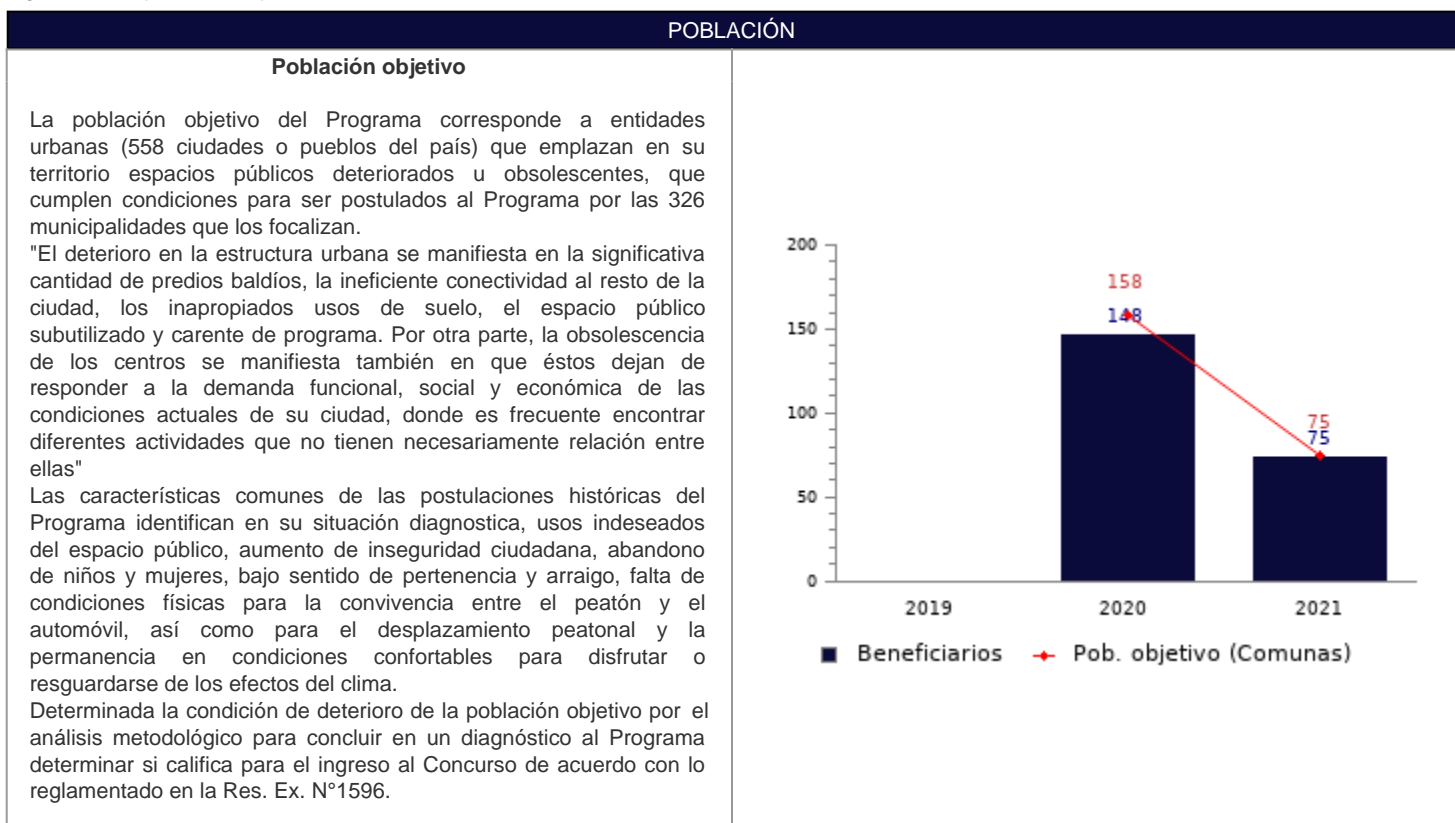 POBLACIÓN
Población objetivo
La población objetivo del Programa corresponde a entidades
urbanas (558 ciudades o pueblos del país) que emplazan en su
territorio espacios públicos deteriorados u obsolescentes, que
cumplen condiciones para ser postulados al Programa por las 326
municipalidades que los focalizan.
"El deterioro en la estructura urbana se manifiesta en la significativa
cantidad de predios baldíos, la ineficiente conectividad al resto de la
ciudad, los inapropiados usos de suelo, el espacio público
subutilizado y carente de programa. Por otra parte, la obsolescencia
de los centros se manifiesta también en que éstos dejan de
responder a la demanda funcional, social y económica de las
condiciones actuales de su ciudad, donde es frecuente encontrar
diferentes actividades que no tienen necesariamente relación entre
ellas"
Las características comunes de las postulaciones históricas del
Programa identifican en su situación diagnostica, usos indeseados
del espacio público, aumento de inseguridad ciudadana, abandono
de niños y mujeres, bajo sentido de pertenencia y arraigo, falta de
condiciones físicas para la convivencia entre el peatón y el
automóvil, así como para el desplazamiento peatonal y la
permanencia en condiciones confortables para disfrutar o
resguardarse de los efectos del clima.
Determinada la condición de deterioro de la población objetivo por el
análisis metodológico para concluir en un diagnóstico al Programa
determinar si califica para el ingreso al Concurso de acuerdo con lo
reglamentado en la Res. Ex. N°1596.
200
158
148
150
100
75
75
50
0
2019 2020 2021
Beneficiarios Pob. objetivo (Comunas)